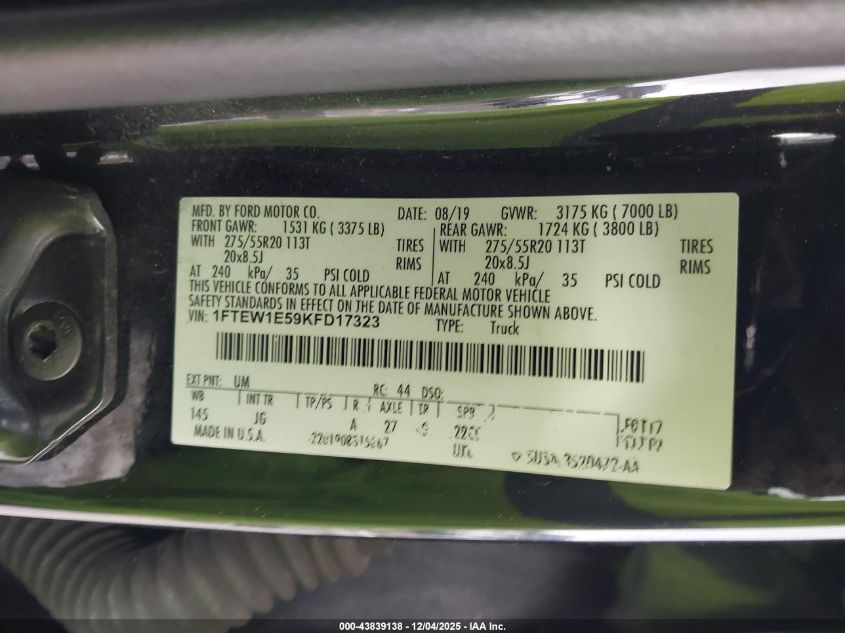 MFD. BY FORD MOTOR CO. DATE: 08/19 GVWR: 3175 KG ( 7000 LB)
FRONT GAWR: 1531 KG ( 3375 LB) REAR GAWR: 1724 KG ( 3800 LB)
WITH 275/55R20 113T TIRES WITH 275/55R20 113T TIRES
20x8.5J RIMS 20x8.5J RIMS
AT 240 kPa/ 35 PSI COLD AT 240 kPa/ 35 PSI COLD
THIS VEHICLE CONFORMS TO ALL APPLICABLE FEDERAL MOTOR VEHICLE
SAFETY STANDARDS IN EFFECT ON THE DATE OF MANUFACTURE SHOWN ABOVE.
VIN: 1FTEW1E59KFD17323 TYPE: Truck
EXT PNT: UM RC: 44 DSO:
WB INT TR TP/PS R AXLE TR SPR
145 JG A 27
MADE IN U.S.A.
000-43839138 - 12/04/2025 - IAA Inc.